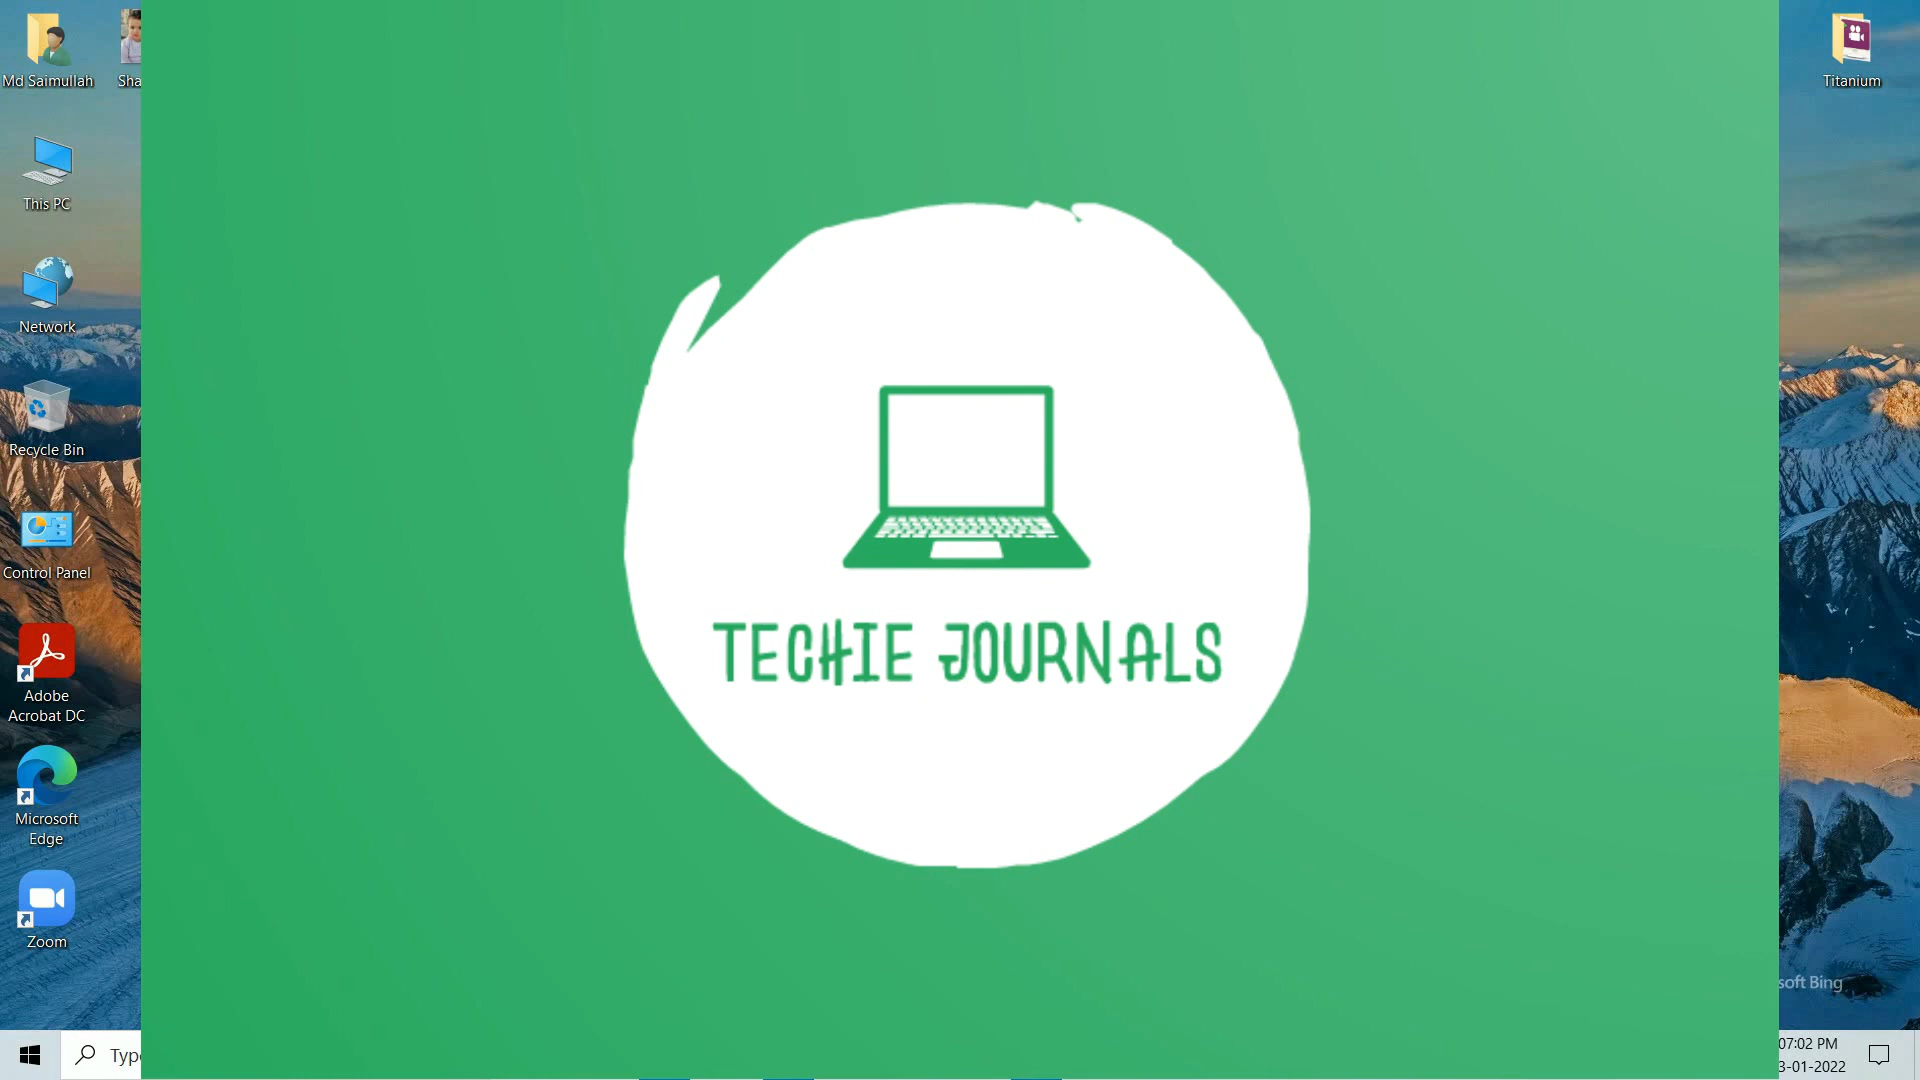 Md Saimullah
Sha
Titanium
This PC
Network
Recycle Bin
Control Panel
TECHIE JOURNALS
Adobe
Acrobat DC
Microsoft
Edge
Zoom
soft Bing
Type
07:02 PM
3-01-2022